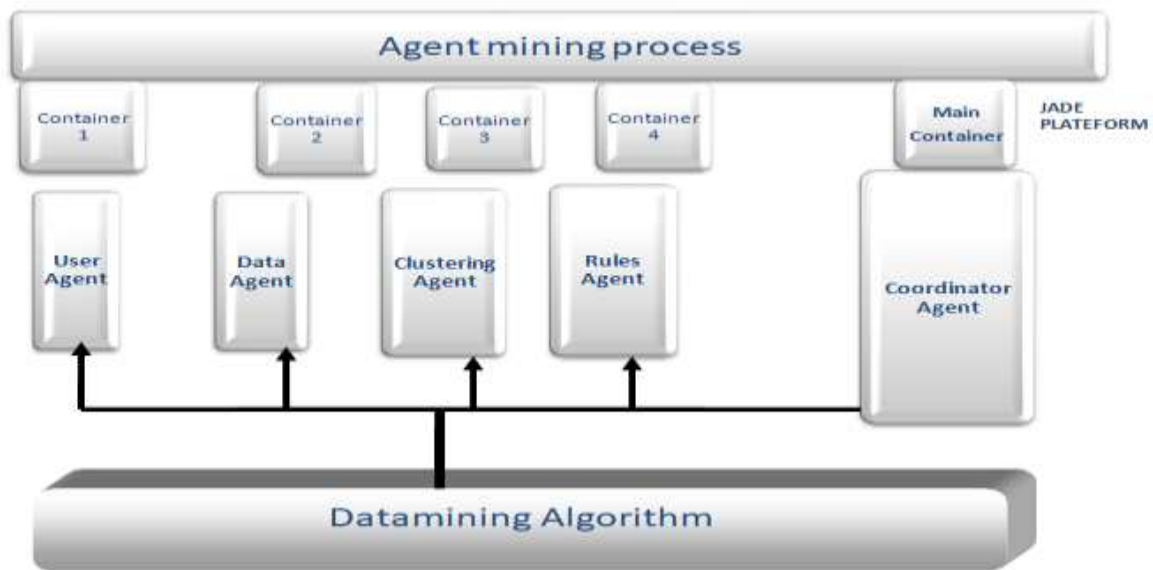 Agent mining process
Container
1
Container
2
Container
3
Container
4
Main
Container
JADE
PLATEFORM
User
Agent
Data
Agent
Clustering
Agent
Rules
Agent
Coordinator
Agent
Datamining Algorithm